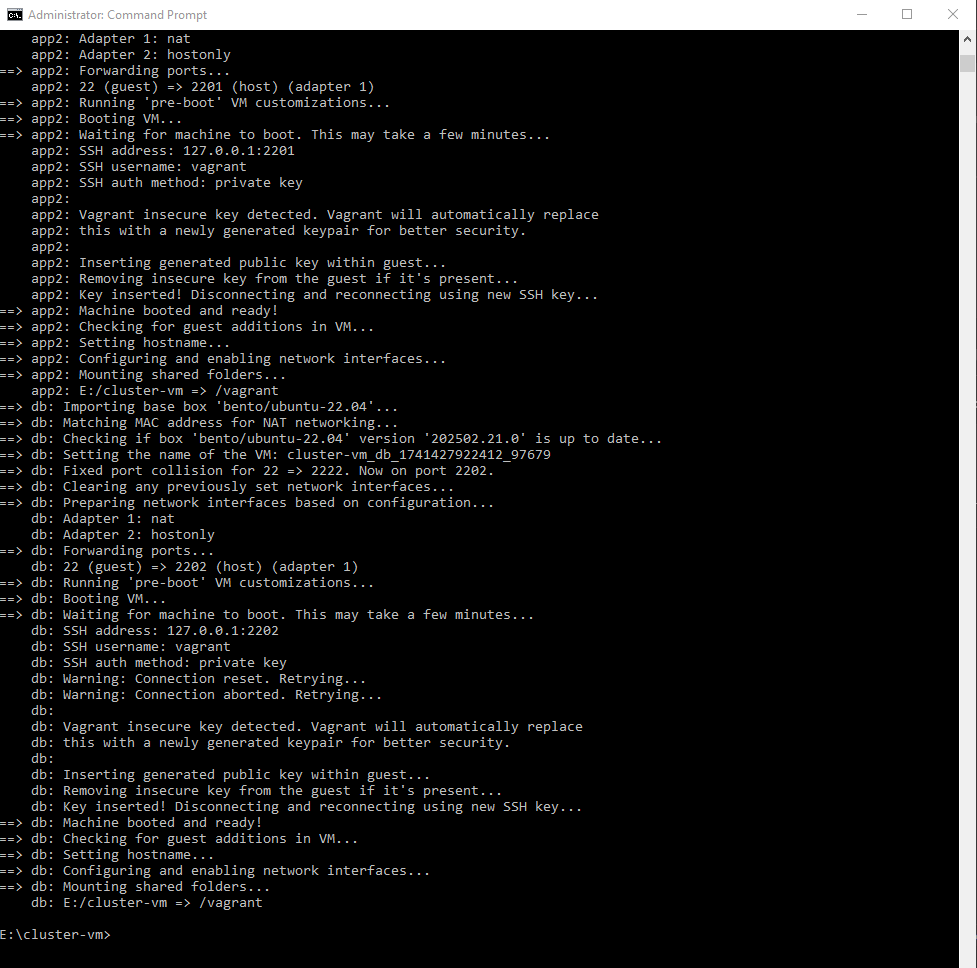 Administrator: Command Prompt
    app2: Adapter 1: nat
    app2: Adapter 2: hostonly
==> app2: Forwarding ports...
    app2: 22 (guest) => 2201 (host) (adapter 1)
==> app2: Running 'pre-boot' VM customizations...
==> app2: Booting VM...
==> app2: Waiting for machine to boot. This may take a few minutes...
    app2: SSH address: 127.0.0.1:2201
    app2: SSH username: vagrant
    app2: SSH auth method: private key
    app2:
    app2: Vagrant insecure key detected. Vagrant will automatically replace
    app2: this with a newly generated keypair for better security.
    app2:
    app2: Inserting generated public key within guest...
    app2: Removing insecure key from the guest if it's present...
    app2: Key inserted! Disconnecting and reconnecting using new SSH key...
==> app2: Machine booted and ready!
==> app2: Checking for guest additions in VM...
==> app2: Setting hostname...
==> app2: Configuring and enabling network interfaces...
==> app2: Mounting shared folders...
    app2: E:/cluster-vm => /vagrant
==> db: Importing base box 'bento/ubuntu-22.04'...
==> db: Matching MAC address for NAT networking...
==> db: Checking if box 'bento/ubuntu-22.04' version '202502.21.0' is up to date...
==> db: Setting the name of the VM: cluster-vm_db_1741427922412_97679
==> db: Fixed port collision for 22 => 2222. Now on port 2202.
==> db: Clearing any previously set network interfaces...
==> db: Preparing network interfaces based on configuration...
    db: Adapter 1: nat
    db: Adapter 2: hostonly
==> db: Forwarding ports...
    db: 22 (guest) => 2202 (host) (adapter 1)
==> db: Running 'pre-boot' VM customizations...
==> db: Booting VM...
==> db: Waiting for machine to boot. This may take a few minutes...
    db: SSH address: 127.0.0.1:2202
    db: SSH username: vagrant
    db: SSH auth method: private key
    db: Warning: Connection reset. Retrying...
    db: Warning: Connection aborted. Retrying...
    db:
    db: Vagrant insecure key detected. Vagrant will automatically replace
    db: this with a newly generated keypair for better security.
    db:
    db: Inserting generated public key within guest...
    db: Removing insecure key from the guest if it's present...
    db: Key inserted! Disconnecting and reconnecting using new SSH key...
==> db: Machine booted and ready!
==> db: Checking for guest additions in VM...
==> db: Setting hostname...
==> db: Configuring and enabling network interfaces...
==> db: Mounting shared folders...
    db: E:/cluster-vm => /vagrant
E:\cluster-vm>